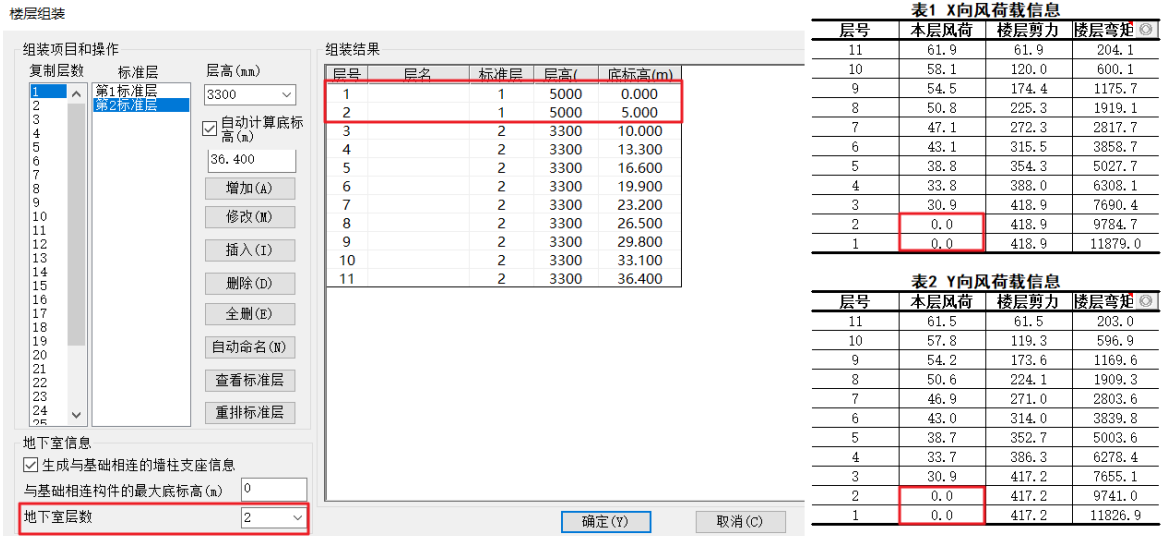 楼层组装
组装项目和操作
复制层数 标准层 层高(mm)
1
2
3
4
5
6
7
8
9
10
11
12
13
14
15
16
17
18
19
20
21
22
23
24
25
第1标准层
第2标准层
3300
自动计算底标
高(m)
36.400
增加(A)
修改(M)
插入(I)
删除(D)
全删(E)
自动命名(N)
查看标准层
重排标准层
地下室信息
生成与基础相连的墙柱支座信息
与基础相连构件的最大底标高(m) 0
地下室层数 2
组装结果
层号 层名 标准层 层高( 底标高(m)
1 1 5000 0.000
2 1 5000 5.000
3 2 3300 10.000
4 2 3300 13.300
5 2 3300 16.600
6 2 3300 19.900
7 2 3300 23.200
8 2 3300 26.500
9 2 3300 29.800
10 2 3300 33.100
11 2 3300 36.400
确定(Y) 取消(C)
表1 X向风荷载信息
层号 本层风荷 楼层剪力 楼层弯矩
11 61.9 61.9 204.1
10 58.1 120.0 600.1
9 54.5 174.4 1175.7
8 50.8 225.3 1919.1
7 47.1 272.3 2817.7
6 43.1 315.5 3858.7
5 38.8 354.3 5027.7
4 33.8 388.0 6308.1
3 30.9 418.9 7690.4
2 0.0 418.9 9784.7
1 0.0 418.9 11879.0
表2 Y向风荷载信息
层号 本层风荷 楼层剪力 楼层弯矩
11 61.5 61.5 203.0
10 57.8 119.3 596.9
9 54.2 173.6 1169.6
8 50.6 224.1 1909.3
7 46.9 271.0 2803.6
6 43.0 314.0 3839.8
5 38.7 352.7 5003.6
4 33.7 386.3 6278.4
3 30.9 417.2 7655.1
2 0.0 417.2 9741.0
1 0.0 417.2 11826.9